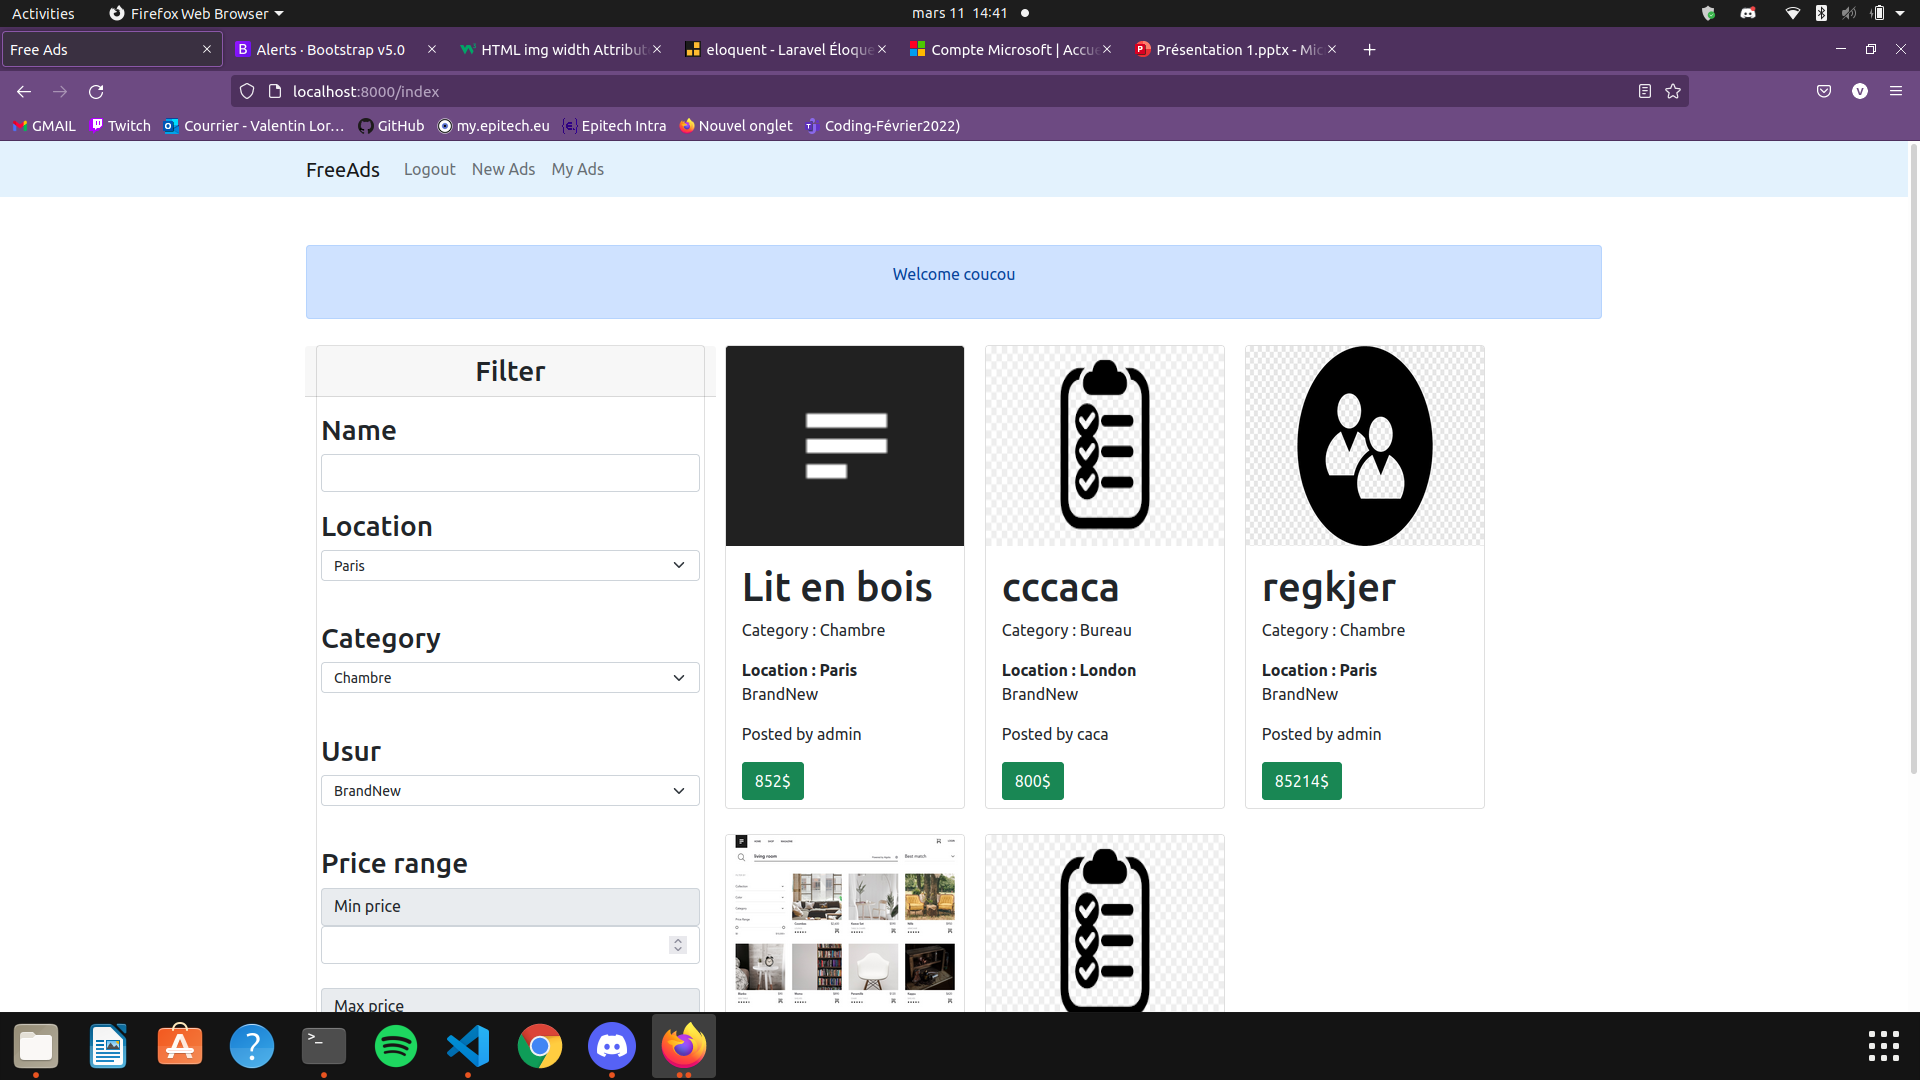 Activities
Firefox Web Browser
mars 11 14:41
Free Ads
Alerts · Bootstrap v5.0
HTML img width Attribut
eloquent - Laravel Éloque
Compte Microsoft | Accue
Présentation 1.pptx - Mic
localhost:8000/index
GMAIL
Twitch
Courrier - Valentin Lor...
GitHub
my.epitech.eu
Epitech Intra
Nouvel onglet
Coding-Février2022)
FreeAds
Logout
New Ads
My Ads
Welcome coucou
Filter
Name
Location
Paris
Category
Chambre
Usur
BrandNew
Price range
Min price
Max price
Lit en bois
Category : Chambre
Location : Paris
BrandNew
Posted by admin
852$
cccaca
Category : Bureau
Location : London
BrandNew
Posted by caca
800$
regkjer
Category : Chambre
Location : Paris
BrandNew
Posted by admin
85214$
living room
Best match